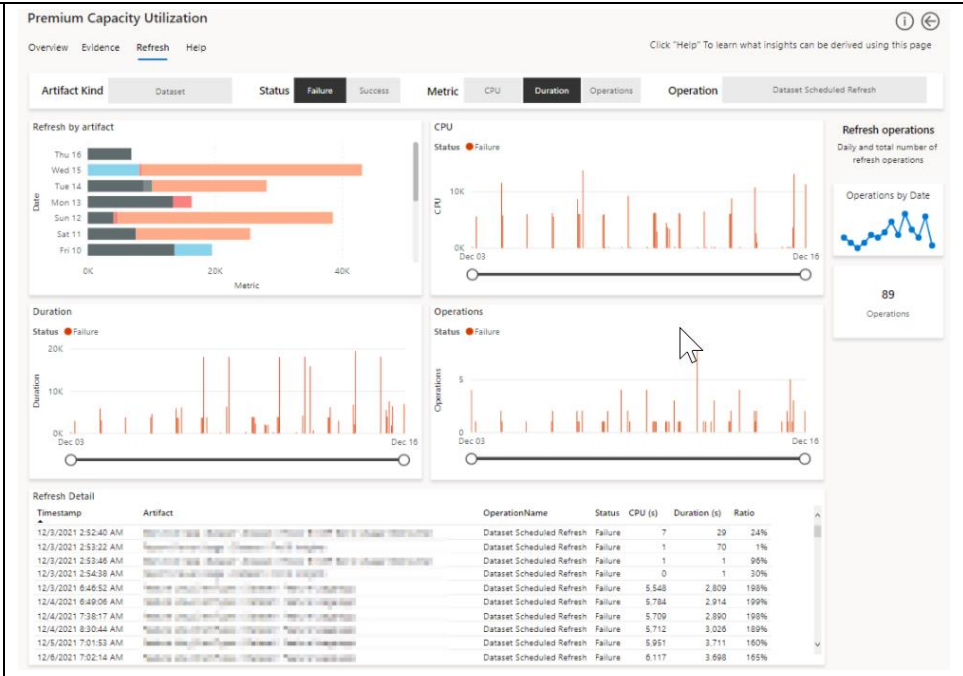 Premium Capacity Utilization
Overview Evidence Refresh Help
Click "Help" To learn what insights can be derived using this page
Artifact Kind Dataset Status Failure Success Metric CPU Duration Operations Operation Dataset Scheduled Refresh
Refresh by artifact
Date
Thu 16
Wed 15
Tue 14
Mon 13
Sun 12
Sat 11
Fri 10
0K 20K 40K
Metric
CPU
Status Failure
CPU
10K
0K
Dec 03 Dec 16
Refresh operations
Daily and total number of
refresh operations
Operations by Date
89
Operations
Duration
Status Failure
Duration
20K
10K
0K
Dec 03 Dec 16
Operations
Status Failure
Operations
5
0
Dec 03 Dec 16
Refresh Detail
Timestamp Artifact OperationName Status CPU (s) Duration (s) Ratio
12/3/2021 2:52:40 AM Dataset Scheduled Refresh Failure 7 29 24%
12/3/2021 2:53:22 AM Dataset Scheduled Refresh Failure 1 70 1%
12/3/2021 2:53:46 AM Dataset Scheduled Refresh Failure 1 1 96%
12/3/2021 2:54:38 AM Dataset Scheduled Refresh Failure 0 1 30%
12/3/2021 6:46:52 AM Dataset Scheduled Refresh Failure 5,548 2,809 198%
12/4/2021 6:49:06 AM Dataset Scheduled Refresh Failure 5,784 2,914 199%
12/4/2021 7:38:17 AM Dataset Scheduled Refresh Failure 5,709 2,890 198%
12/4/2021 8:30:44 AM Dataset Scheduled Refresh Failure 5,712 3,026 189%
12/5/2021 7:01:53 AM Dataset Scheduled Refresh Failure 5,951 3,711 160%
12/6/2021 7:02:14 AM Dataset Scheduled Refresh Failure 6,117 3,698 165%